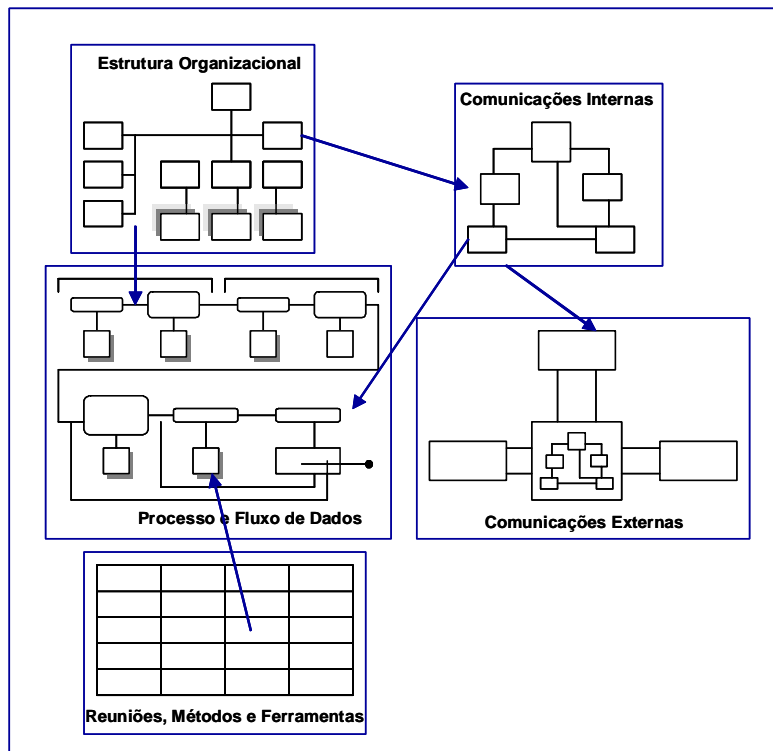 Estrutura Organizacional
Comunicações Internas
Processo e Fluxo de Dados
Comunicações Externas
Reuniões, Métodos e Ferramentas